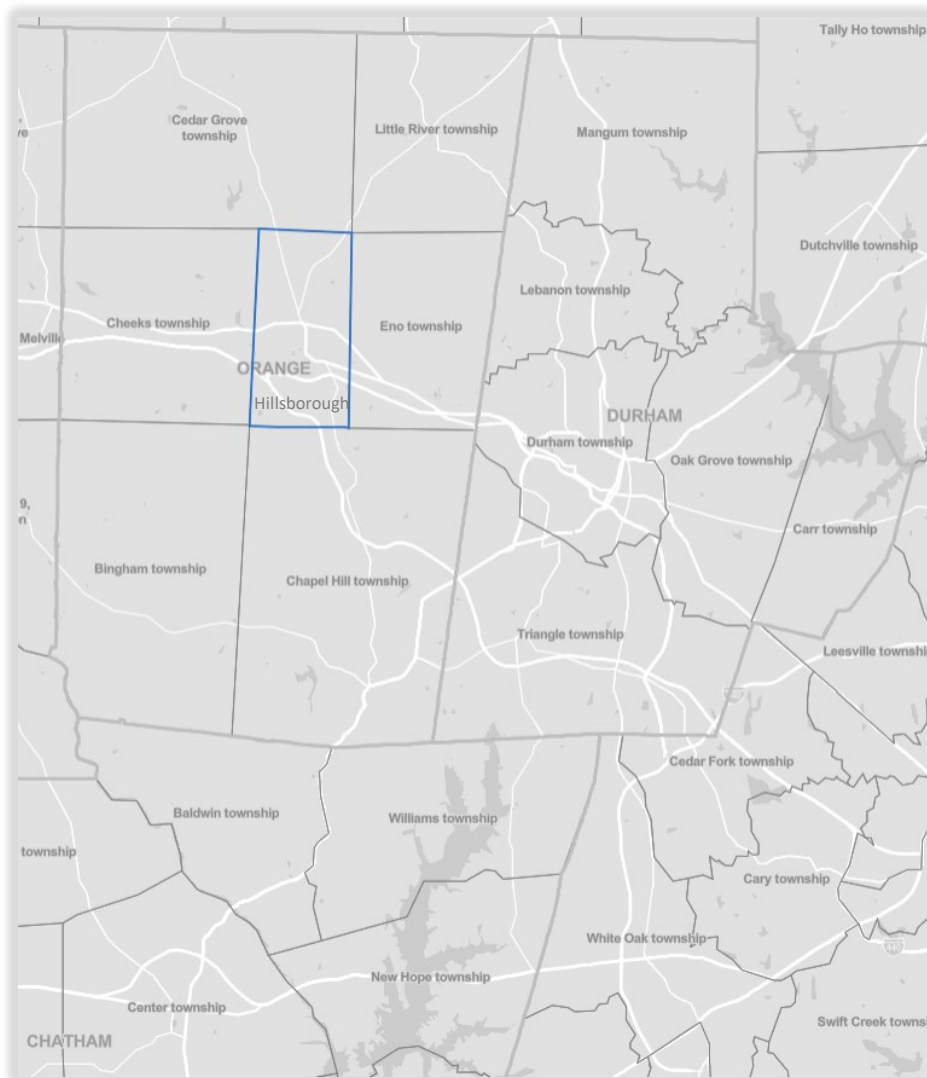 Tally Ho township
Cedar Grove
township
Little River township
Mangum township
Dutchville township
Lebanon township
Cheeks township
Eno township
Melvill
ORANGE
Hillsborough
DURHAM
Durham township
Oak Grove township
9,
n
Carr township
Bingham township
Chapel Hill township
Triangle township
Leesville townshi
Cedar Fork township
Baldwin township
Williams township
township
Cary township
White Oak township
New Hope township
Center township
Swift Creek towns
CHATHAM